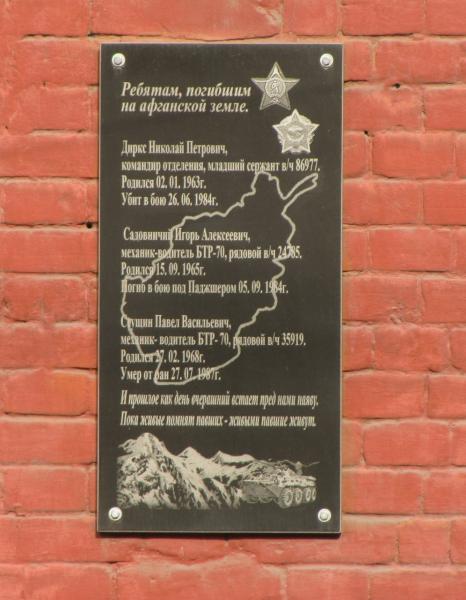 Ребятам, погибшим
на афганской земле.
Диркс Николай Петрович,
командир отделения, младший сержант в/ч 86977.
Родился 02. 01. 1963г.
Убит в бою 26. 06. 1984г.
Садовничий Игорь Алексеевич,
механик-водитель БТР-70, рядовой в/ч 24785.
Родился 15. 09. 1965г.
Погиб в бою под Паджшером 05. 09. 1984г.
Слущин Павел Васильевич,
механик- водитель БТР- 70, рядовой в/ч 35919.
Родился 27. 02. 1968г.
Умер от ран 27. 07. 1987г.
И прошлое как день вчерашний встает пред нами наяву.
Пока живые помнят павших - живыми павшие живут.